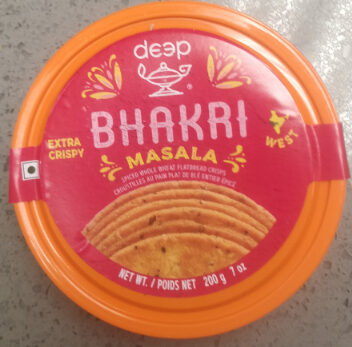 deep
®
BHAKRI
EXTRA
CRISPY
MASALA
WEST
SPICED WHOLE WHEAT FLATBREAD CRISPS
CROUSTILLES AU PAIN PLAT DE BLÉ ENTIER ÉPICÉ
NET WT. / POIDS NET 200 g 7 oz